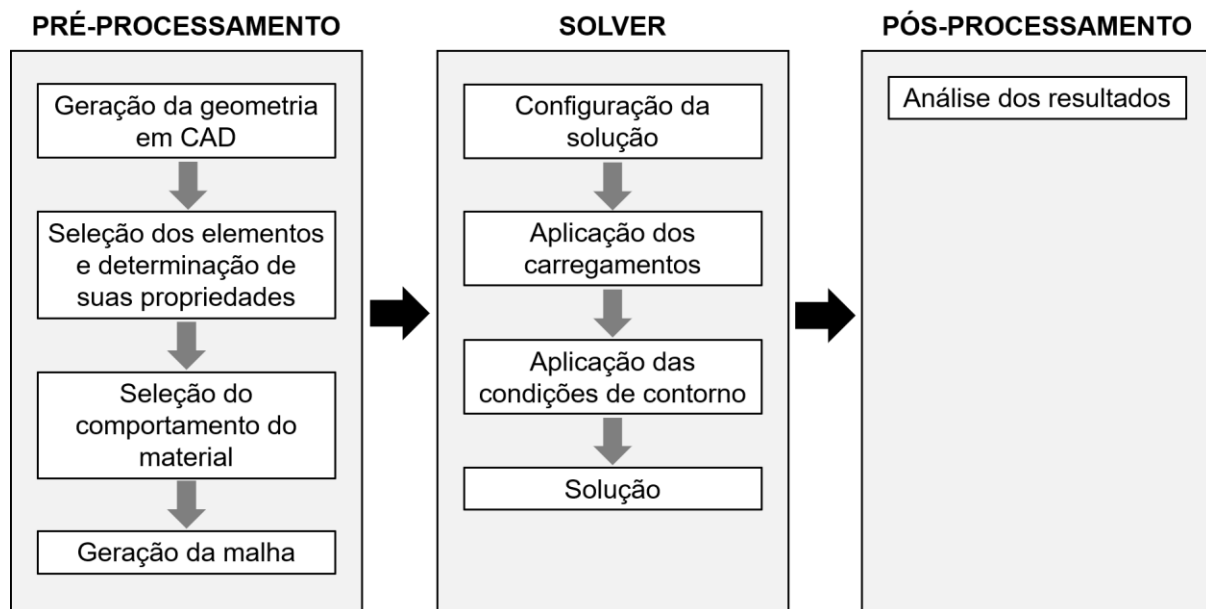 PRÉ-PROCESSAMENTO
Geração da geometria
em CAD
Seleção dos elementos
e determinação de
suas propriedades
Seleção do
comportamento do
material
Geração da malha
SOLVER
Configuração da
solução
Aplicação dos
carregamentos
Aplicação das
condições de contorno
Solução
PÓS-PROCESSAMENTO
Análise dos resultados